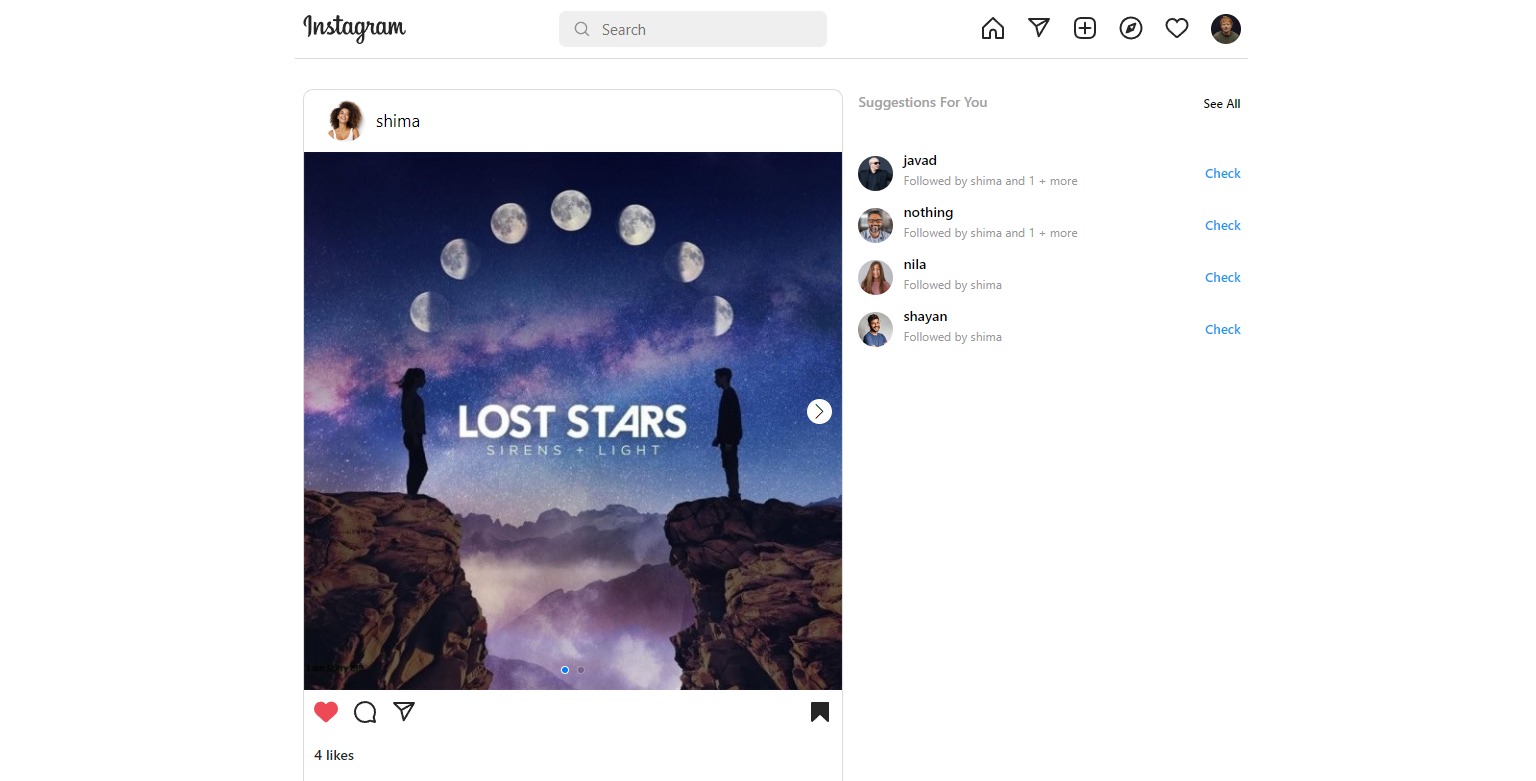 Instagram
Search
shima
LOST STARS
SIRENS + LIGHT
4 likes
Suggestions For You
See All
javad
Followed by shima and 1 + more
Check
nothing
Followed by shima and 1 + more
Check
nila
Followed by shima
Check
shayan
Followed by shima
Check